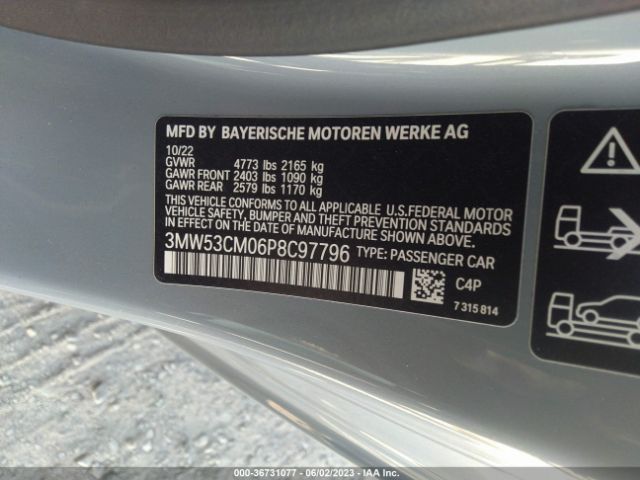 MFD BY BAYERISCHE MOTOREN WERKE AG
10/22
GVWR 4773 lbs 2165 kg
GAWR FRONT 2403 lbs 1090 kg
GAWR REAR 2579 lbs 1170 kg
THIS VEHICLE CONFORMS TO ALL APPLICABLE U.S.FEDERAL MOTOR
VEHICLE SAFETY, BUMPER AND THEFT PREVENTION STANDARDS
IN EFFECT ON THE DATE OF MANUFACTURE SHOWN ABOVE.
3MW53CM06P8C97796 TYPE: PASSENGER CAR
C4P
7 315 814
000-36731077 - 06/02/2023 - IAA Inc.